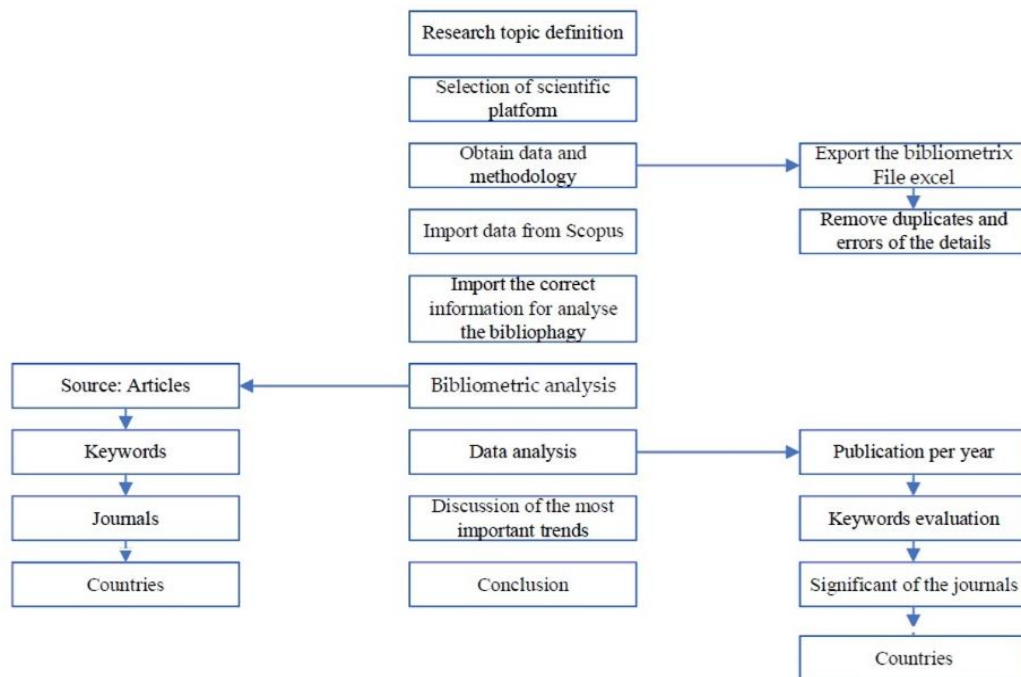 Research topic definition
Selection of scientific
platform
Obtain data and
methodology
Export the bibliometrix
File excel
Import data from Scopus
Remove duplicates and
errors of the details
Import the correct
information for analyse
the bibliophagy
Source: Articles
Bibliometric analysis
Keywords
Data analysis
Publication per year
Journals
Discussion of the most
important trends
Keywords evaluation
Countries
Conclusion
Significant of the journals
Countries